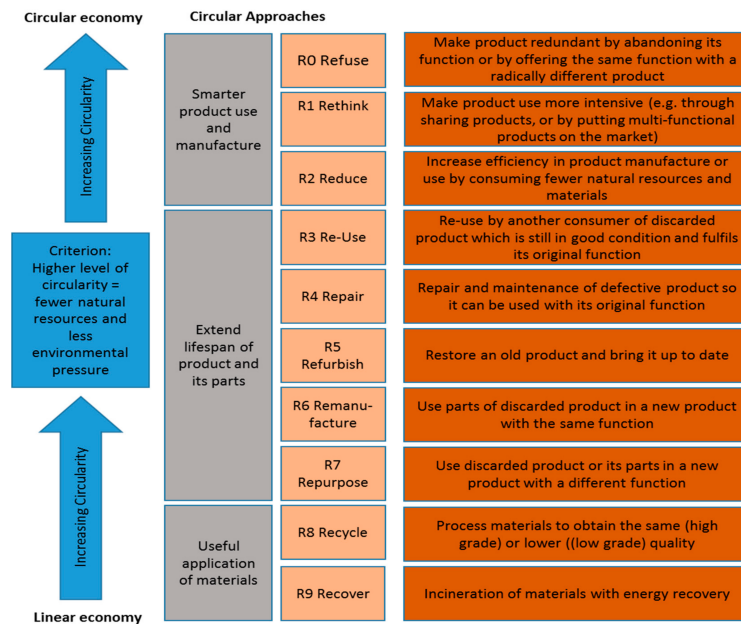 Circular economy
Circular Approaches
Increasing Circularity
Criterion:
Higher level of
circularity =
fewer natural
resources and
less
environmental
pressure
Increasing Circularity
Linear economy
Smarter
product use
and
manufacture
R0 Refuse
Make product redundant by abandoning its
function or by offering the same function with a
radically different product
R1 Rethink
Make product use more intensive (e.g. through
sharing products, or by putting multi-functional
products on the market)
R2 Reduce
Increase efficiency in product manufacture or
use by consuming fewer natural resources and
materials
Extend
lifespan of
product and
its parts
R3 Re-Use
Re-use by another consumer of discarded
product which is still in good condition and fulfils
its original function
R4 Repair
Repair and maintenance of defective product so
it can be used with its original function
R5
Refurbish
Restore an old product and bring it up to date
R6 Remanu-
facture
Use parts of discarded product in a new product
with the same function
R7
Repurpose
Use discarded product or its parts in a new
product with a different function
Useful
application
of materials
R8 Recycle
Process materials to obtain the same (high
grade) or lower ((low grade) quality
R9 Recover
Incineration of materials with energy recovery